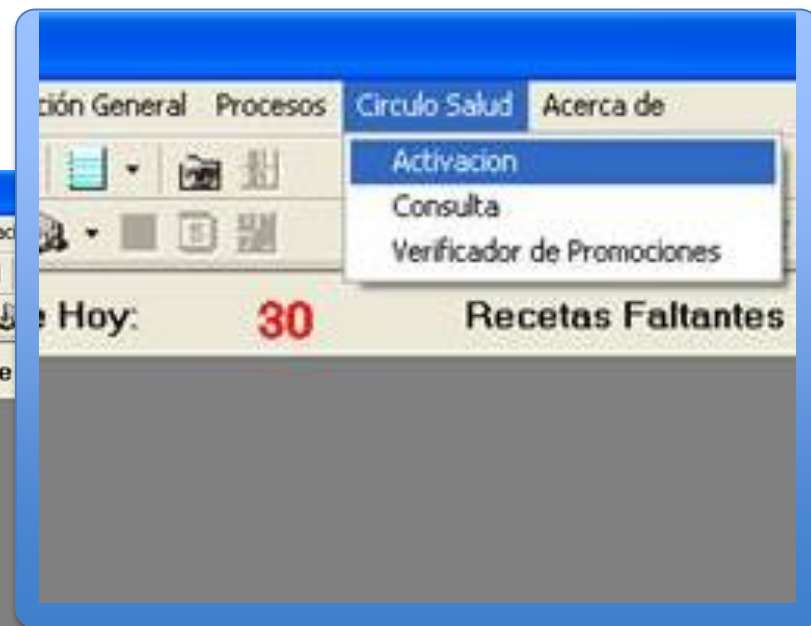 ción General Procesos Circulo Salud Acerca de
Activacion
Consulta
Verificador de Promociones
e Hoy: 30 Recetas Faltantes